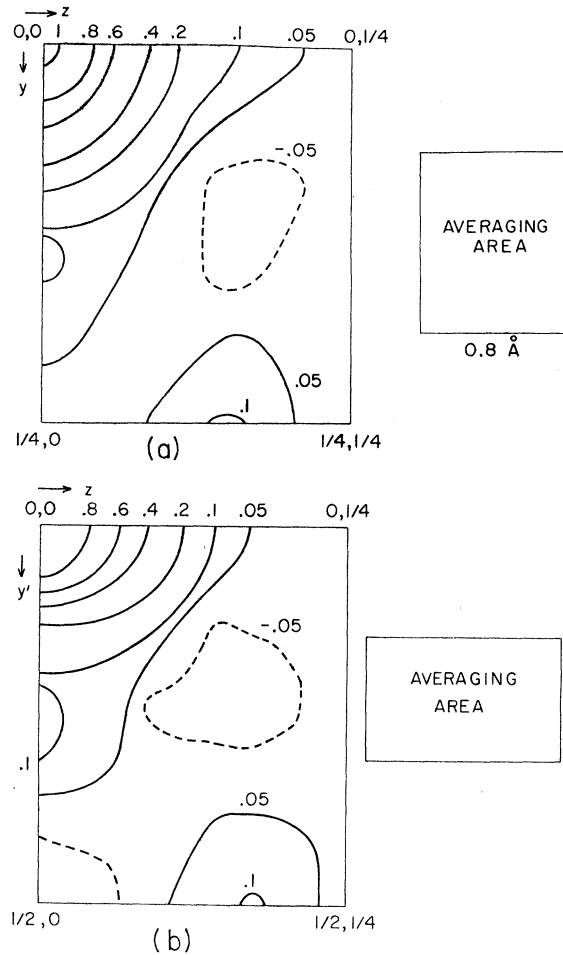 → z
0,0 1 .8 .6 .4 .2 .1 .05 0,1/4
↓
y
-.05
AVERAGING
AREA
0.8 Å
.05
.1
1/4,0 1/4,1/4
(a)
→ z
0,0 .8 .6 .4 .2 .1 .05 0,1/4
↓
y'
-.05
AVERAGING
AREA
.1
.05
.1
1/2,0 1/2,1/4
(b)